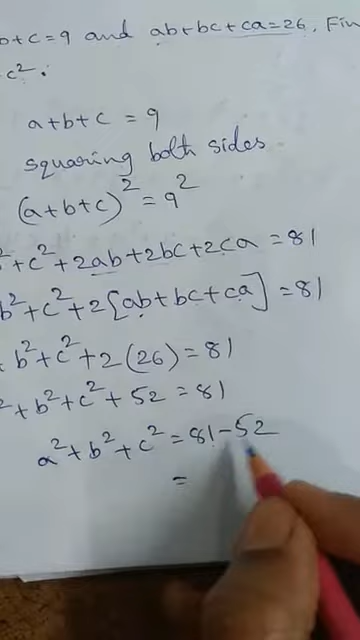 b+c=9 and ab+bc+ca=26, Fin
c².
a+b+c = 9
squaring both sides
(a+b+c)² = 9²
²+c²+2ab+2bc+2ca = 81
b²+c²+2[ab+bc+ca] = 81
b²+c²+2(26) = 81
²+b²+c²+52 = 81
a²+b²+c² = 81-52
=